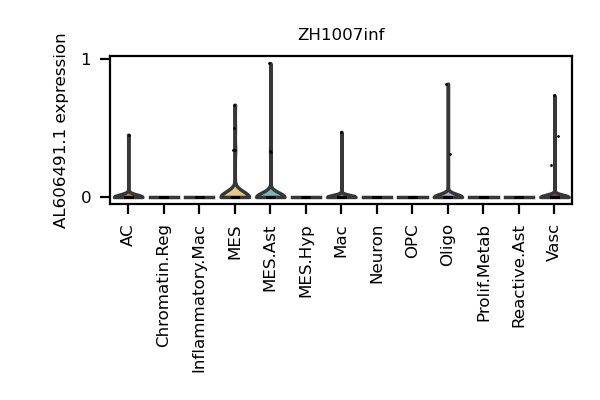 ZH1007inf
AL606491.1 expression
1
0
AC
Chromatin.Reg
Inflammatory.Mac
MES
MES.Ast
MES.Hyp
Mac
Neuron
OPC
Oligo
Prolif.Metab
Reactive.Ast
Vasc